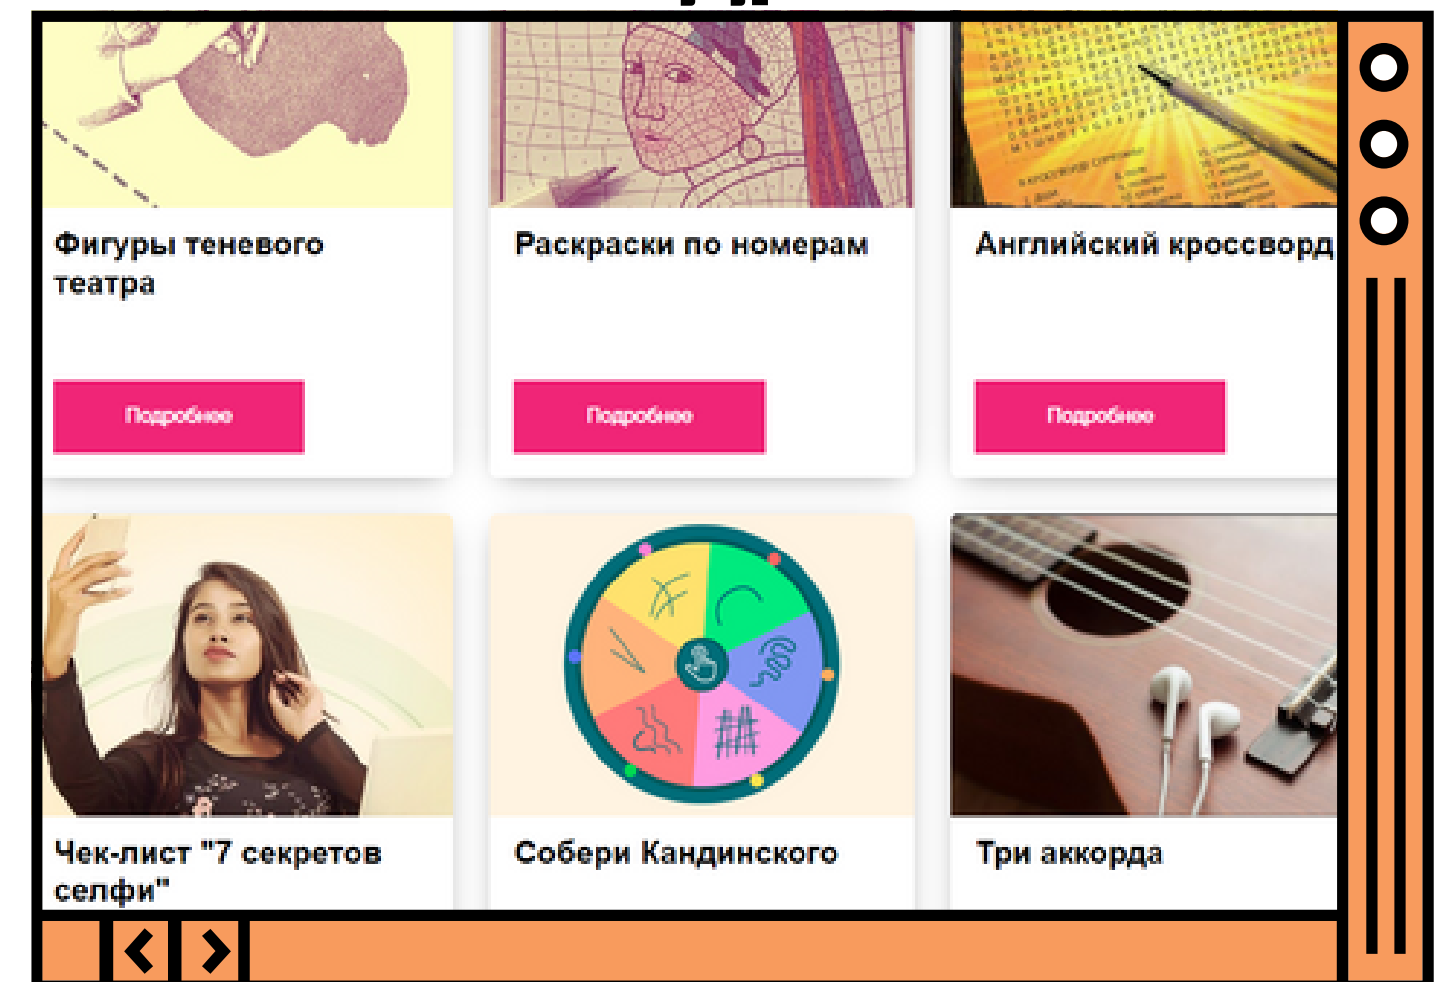 Фигуры теневого
театра
Раскраски по номерам
Английский кроссворд
Подробнее
Подробнее
Подробнее
Чек-лист "7 секретов
селфи"
Собери Кандинского
Три аккорда